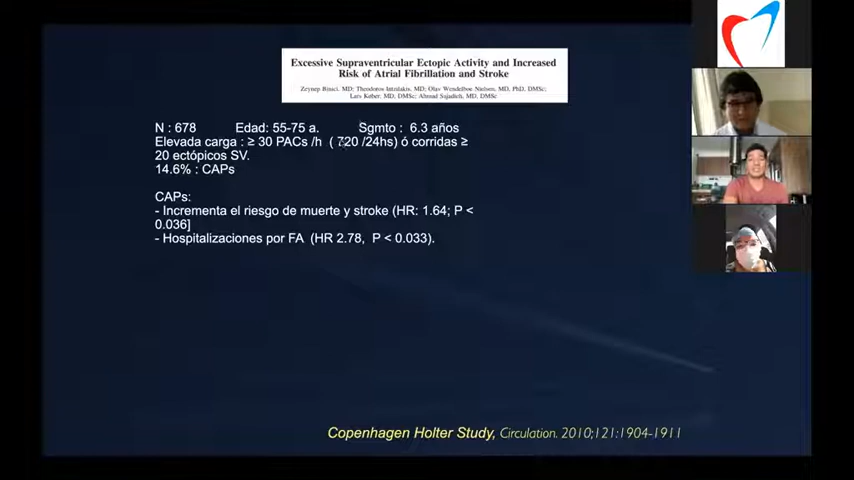 Excessive Supraventricular Ectopic Activity and Increased
Risk of Atrial Fibrillation and Stroke
Zeynep Binici, MD; Theodoros Intzilakis, MD; Olav Wendelboe Nielsen, MD, PhD, DMSc;
Lars Køber, MD, DMSc; Ahmad Sajadieh, MD, DMSc
N : 678 Edad: 55-75 a. Sgmto : 6.3 años
Elevada carga : ≥ 30 PACs /h ( 720 /24hs) ó corridas ≥
20 ectópicos SV.
14.6% : CAPs
CAPs:
- Incrementa el riesgo de muerte y stroke (HR: 1.64; P <
0.036]
- Hospitalizaciones por FA (HR 2.78, P < 0.033).
Copenhagen Holter Study, Circulation. 2010;121:1904-1911